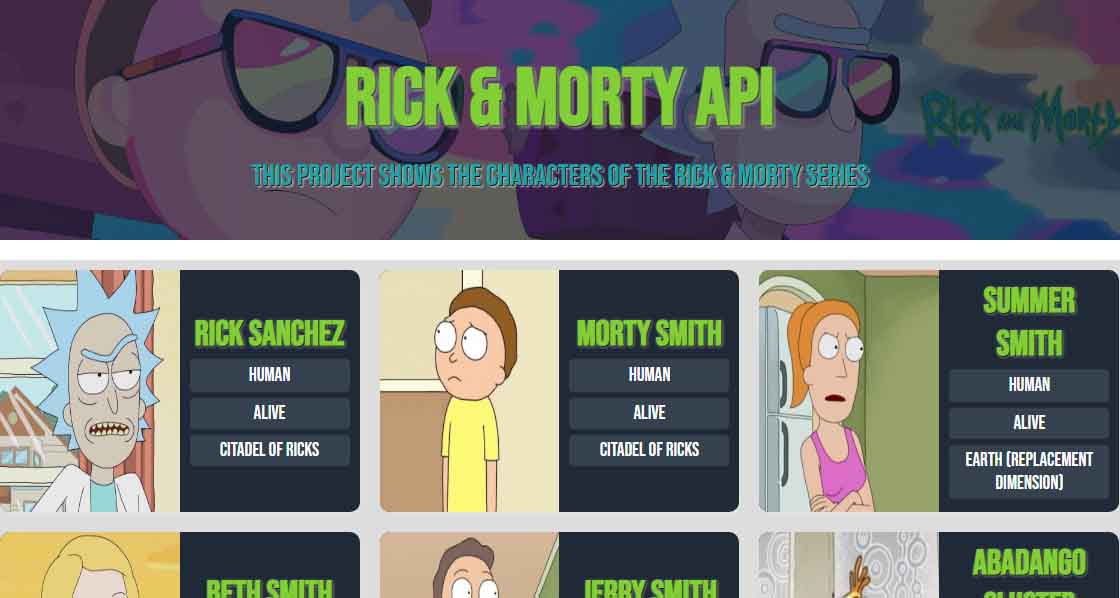 RICK & MORTY API
Rick and Morty
THIS PROJECT SHOWS THE CHARACTERS OF THE RICK & MORTY SERIES
RICK SANCHEZ
HUMAN
ALIVE
CITADEL OF RICKS
MORTY SMITH
HUMAN
ALIVE
CITADEL OF RICKS
SUMMER
SMITH
HUMAN
ALIVE
EARTH (REPLACEMENT
DIMENSION)
BETH SMITH
JERRY SMITH
ABADANGO
CLUSTER